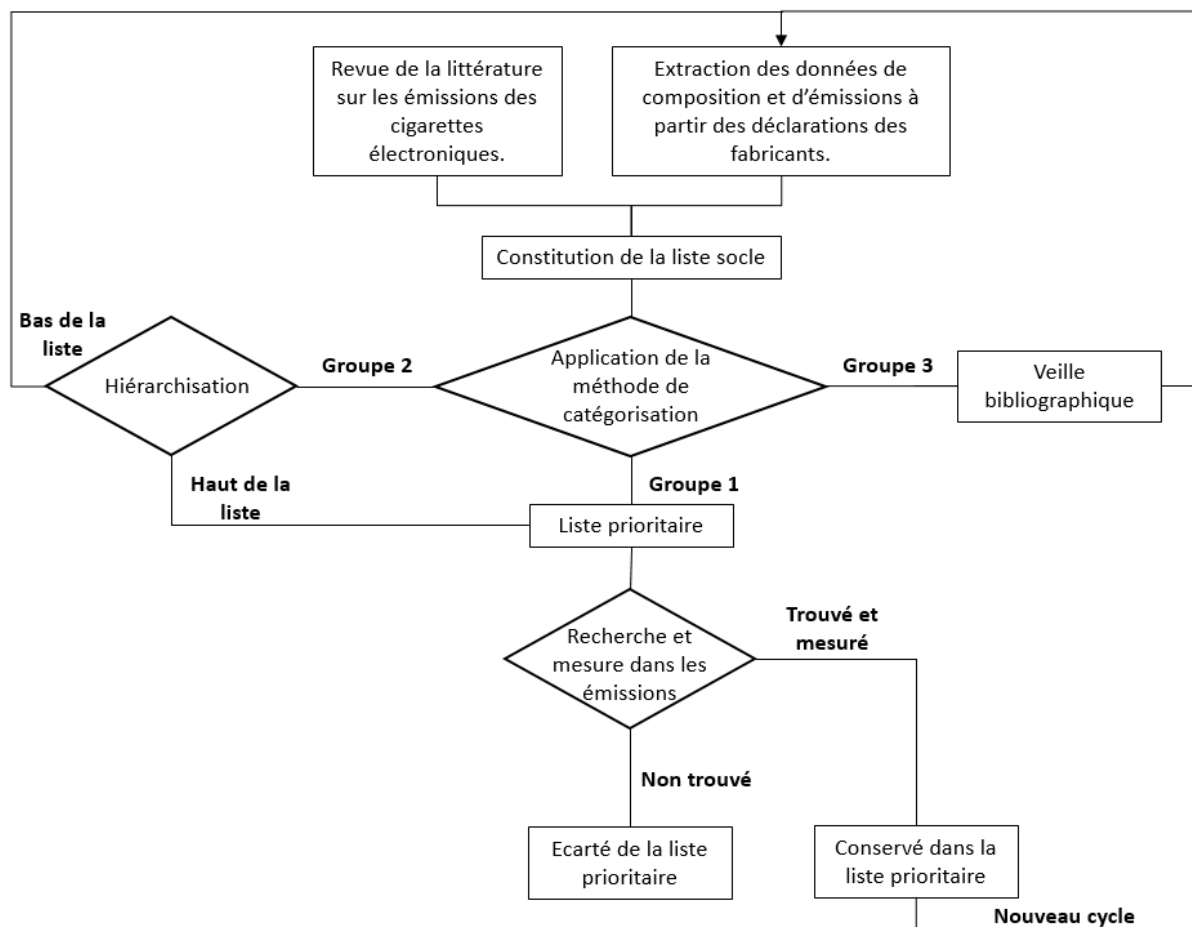 Revue de la littérature
sur les émissions des
cigarettes
électroniques.
Extraction des données de
composition et d'émissions à
partir des déclarations des
fabricants.
Constitution de la liste socle
Bas de la
liste
Hiérarchisation
Groupe 2
Application de la
méthode de
catégorisation
Groupe 3
Veille
bibliographique
Haut de la
liste
Groupe 1
Liste prioritaire
Recherche et
mesure dans les
émissions
Trouvé et
mesuré
Non trouvé
Ecarté de la liste
prioritaire
Conservé dans la
liste prioritaire
Nouveau cycle